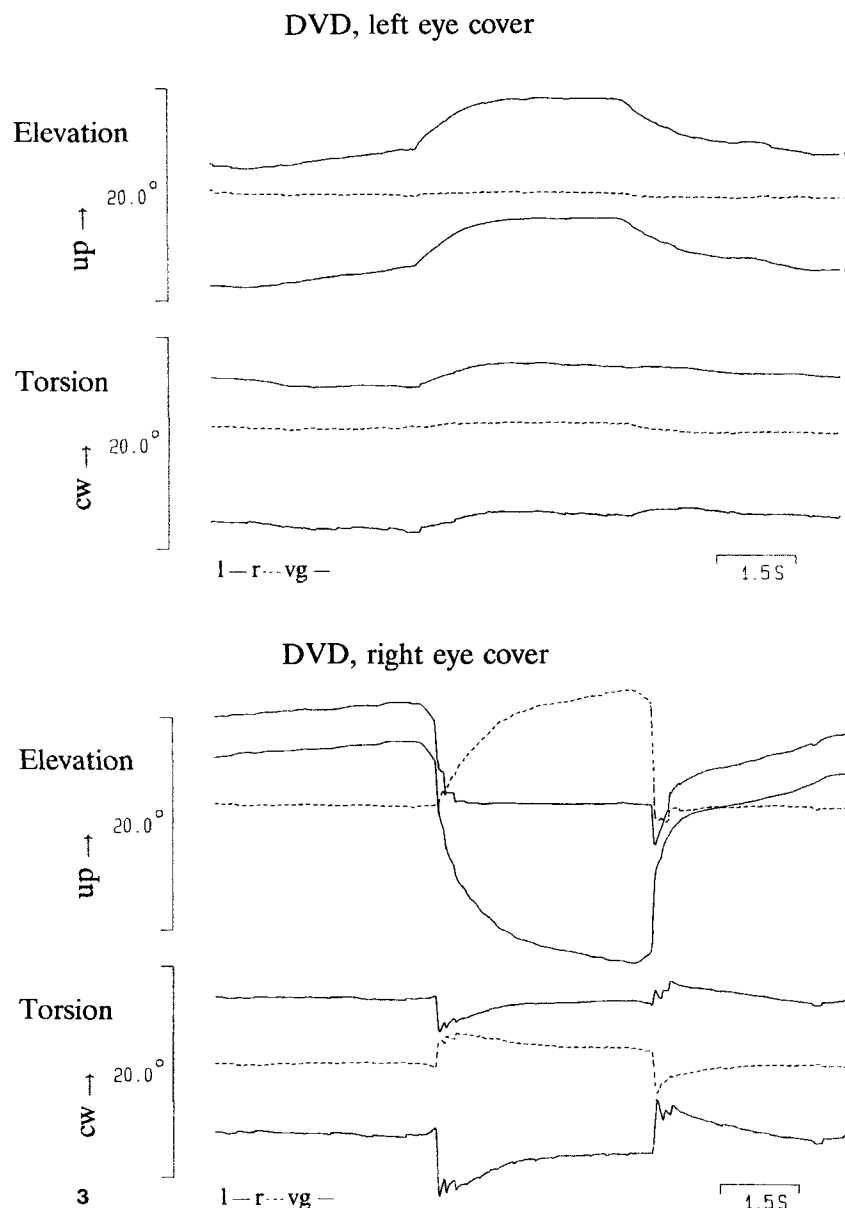 DVD, left eye cover
Elevation
20.0°
up →
Torsion
20.0°
cw →
l — r --- vg —
1.5S
DVD, right eye cover
Elevation
20.0°
up →
Torsion
20.0°
cw →
3
l — r --- vg —
1.5S